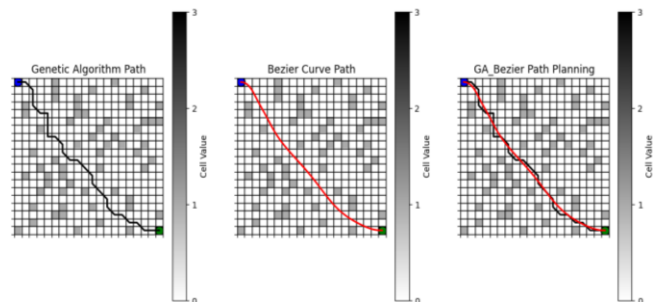 Genetic Algorithm Path
3
2
1
0
Cell Value
Bezier Curve Path
3
2
1
0
Cell Value
GA_Bezier Path Planning
3
2
1
0
Cell Value